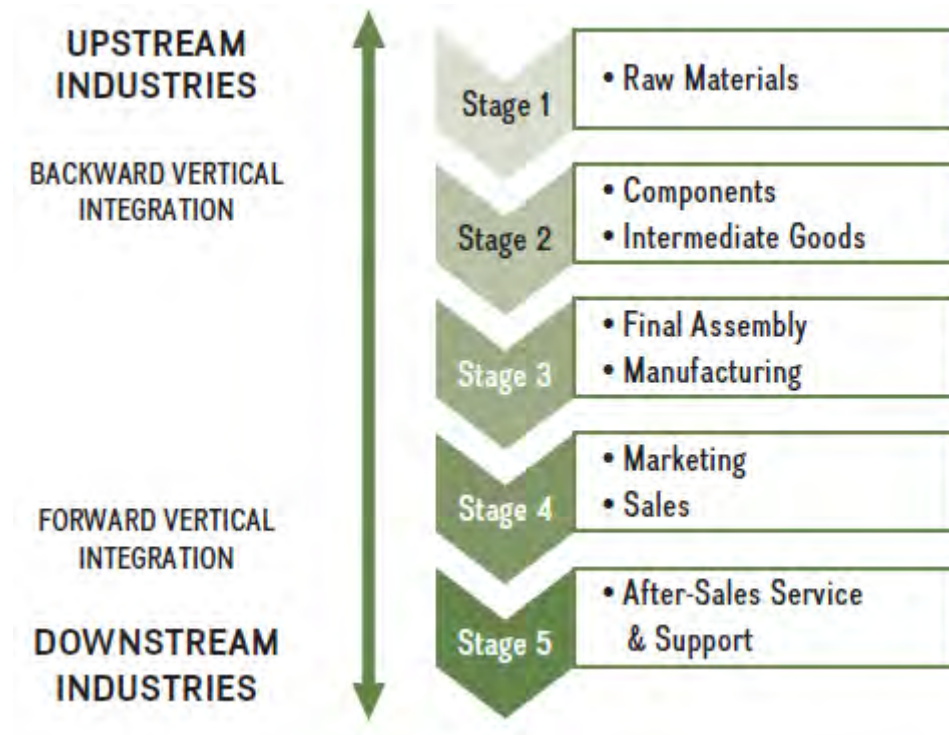 UPSTREAM
INDUSTRIES
BACKWARD VERTICAL
INTEGRATION
FORWARD VERTICAL
INTEGRATION
DOWNSTREAM
INDUSTRIES
Stage 1
• Raw Materials
Stage 2
• Components
• Intermediate Goods
Stage 3
• Final Assembly
• Manufacturing
Stage 4
• Marketing
• Sales
Stage 5
• After-Sales Service
& Support